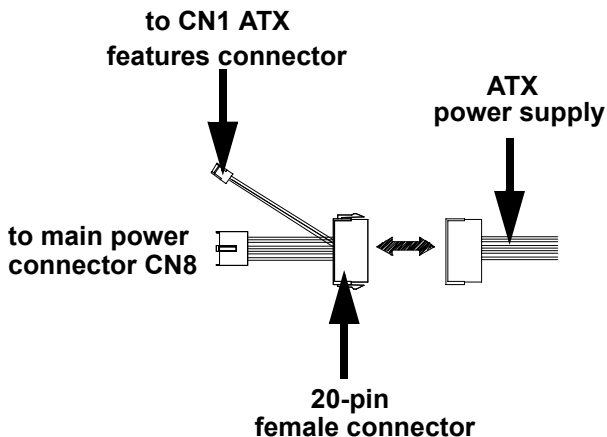 to CN1 ATX
features connector
ATX
power supply
to main power
connector CN8
20-pin
female connector